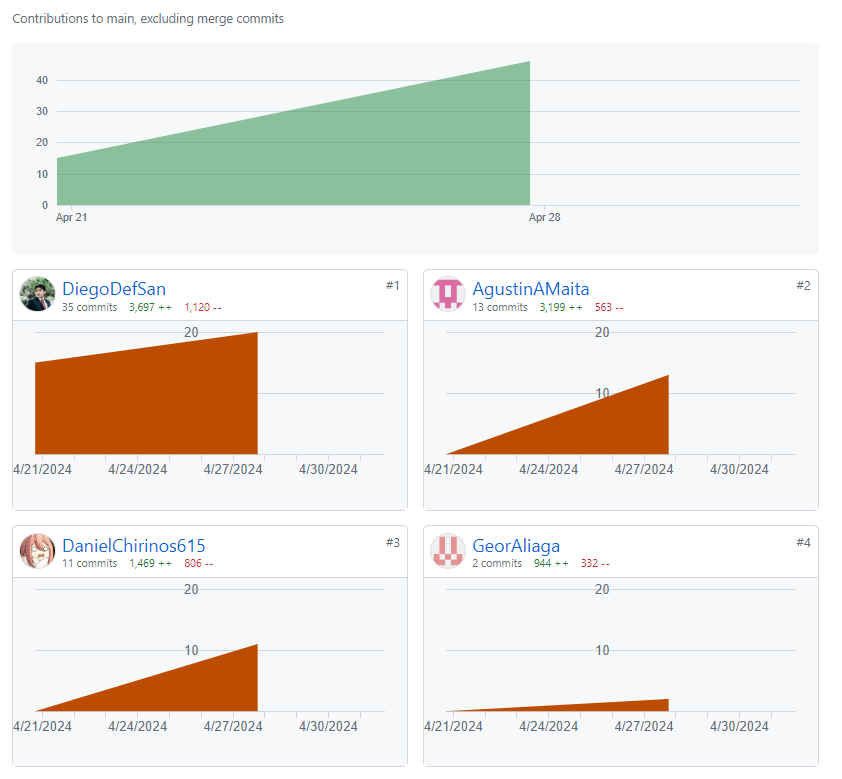 Contributions to main, excluding merge commits
40
30
20
10
0
Apr 21 Apr 28
DiegoDefSan #1
35 commits 3,697 ++ 1,120 --
20
4/21/2024 4/24/2024 4/27/2024 4/30/2024
AgustinAMaita #2
13 commits 3,199 ++ 563 --
20
10
4/21/2024 4/24/2024 4/27/2024 4/30/2024
DanielChirinos615 #3
11 commits 1,469 ++ 806 --
20
10
4/21/2024 4/24/2024 4/27/2024 4/30/2024
GeorAliaga #4
2 commits 944 ++ 332 --
20
10
4/21/2024 4/24/2024 4/27/2024 4/30/2024